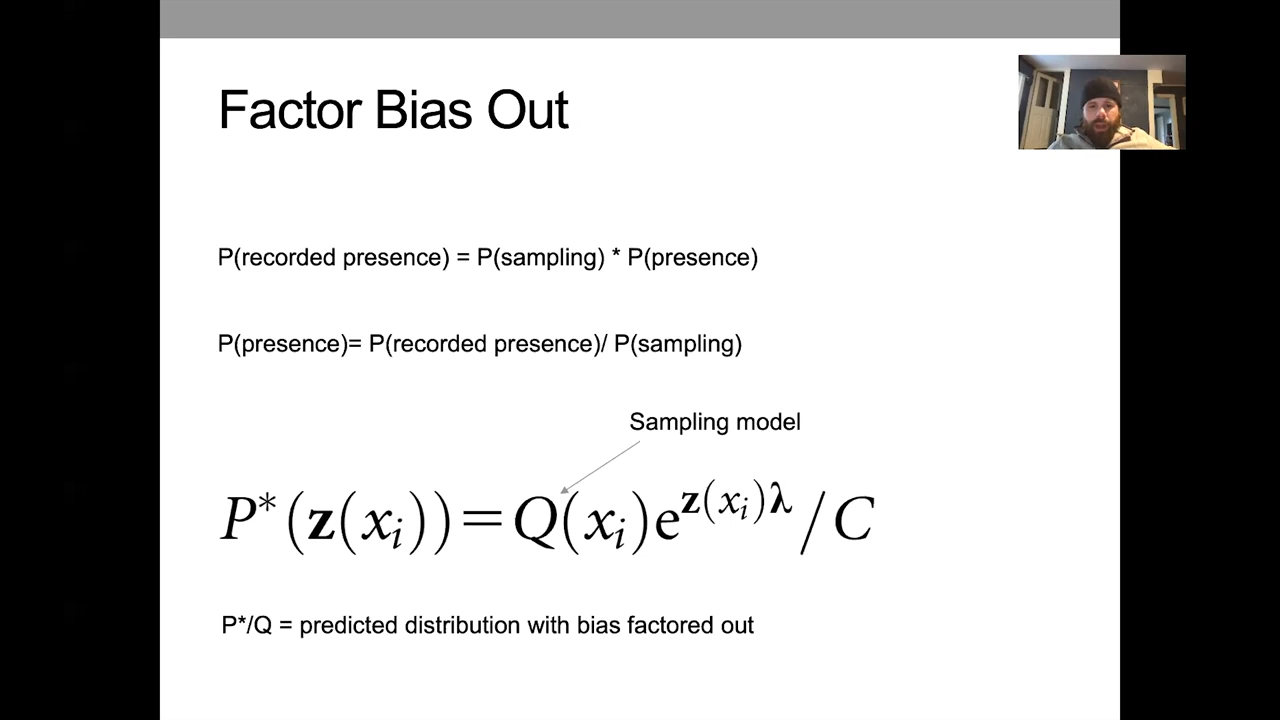 Factor Bias Out
P(recorded presence) = P(sampling) * P(presence)
P(presence)= P(recorded presence)/ P(sampling)
Sampling model
P*(z(xᵢ))=Q(xᵢ)e^z(xᵢ)λ/C
P*/Q = predicted distribution with bias factored out